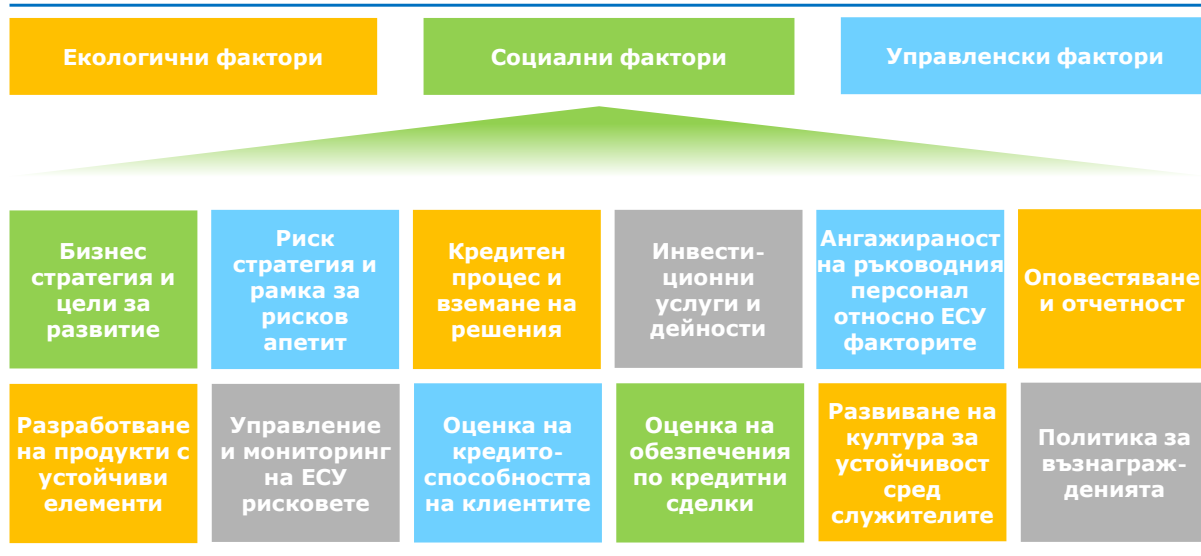 Екологични фактори
Социални фактори
Управленски фактори
Бизнес
стратегия и
цели за
развитие
Риск
стратегия и
рамка за
рисков
апетит
Кредитен
процес и
вземане на
решения
Инвести-
ционни
услуги и
дейности
Ангажираност
на ръководния
персонал
относно ЕСУ
факторите
Оповестяване
и отчетност
Разработване
на продукти с
устойчиви
елементи
Управление
и мониторинг
на ЕСУ
рисковете
Оценка на
кредито-
способността
на клиентите
Оценка на
обезпечения
по кредитни
сделки
Развиване на
култура за
устойчивост
сред
служителите
Политика за
възнаграж-
денията